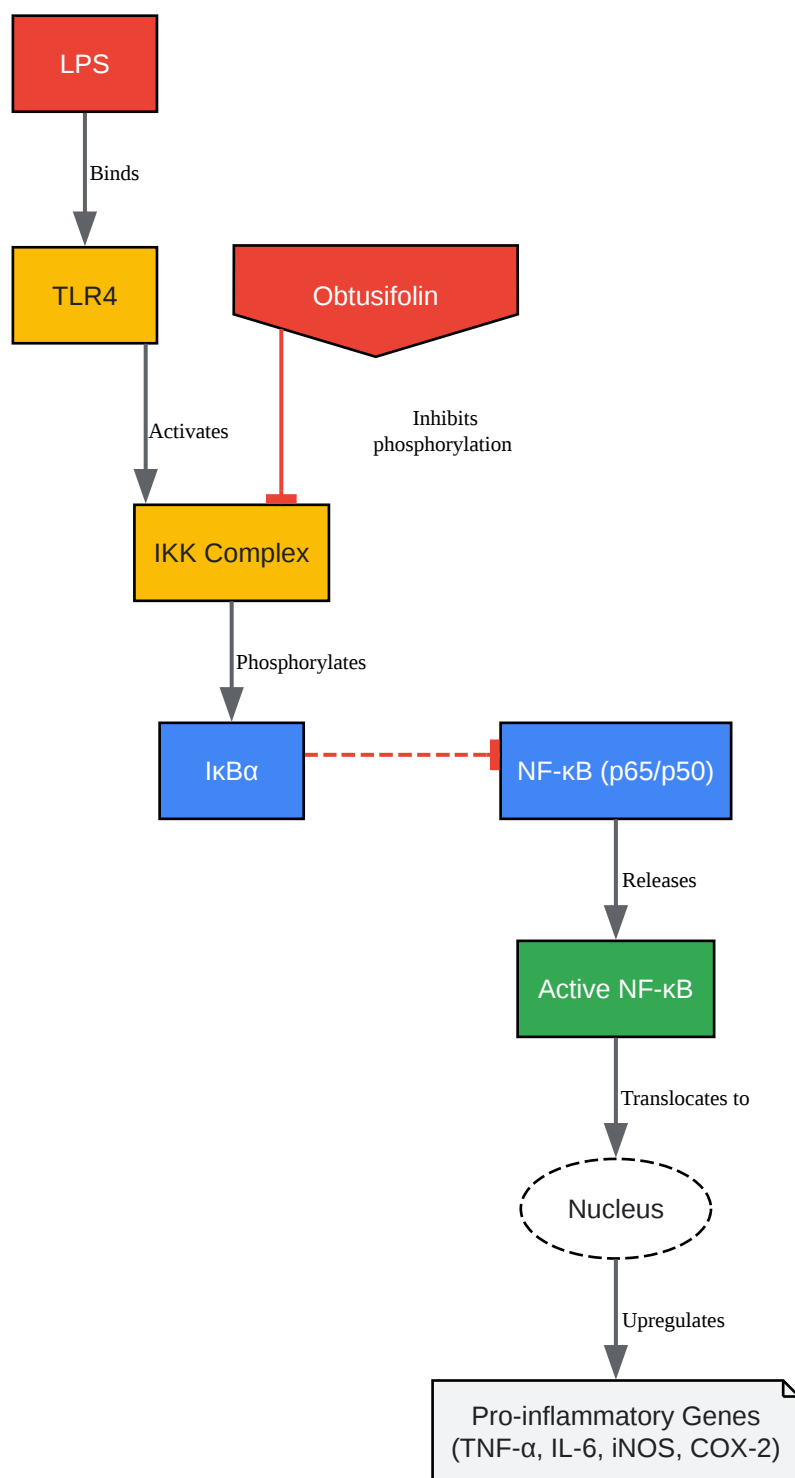 LPS
Binds
TLR4
Obtusifolin
Activates
Inhibits
phosphorylation
IKK Complex
Phosphorylates
IκBα
NF-κB (p65/p50)
Releases
Active NF-κB
Translocates to
Nucleus
Upregulates
Pro-inflammatory Genes
(TNF-α, IL-6, iNOS, COX-2)